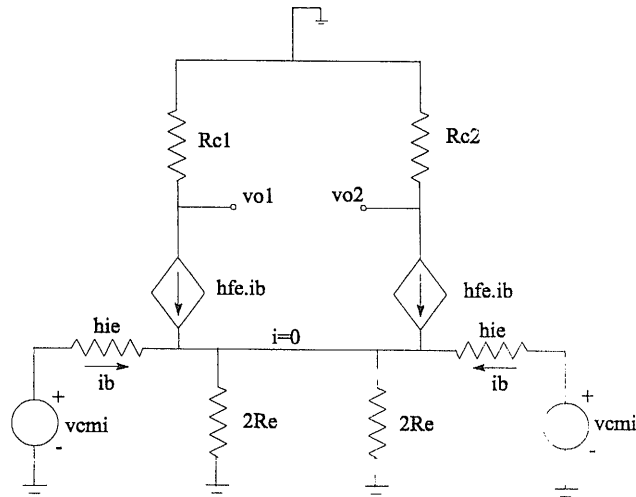 Rc1
Rc2
vo1
vo2
hfe.ib
hfe.ib
hie
i=0
hie
ib
ib
+
+
vcmi
2Re
2Re
vcmi
-
-